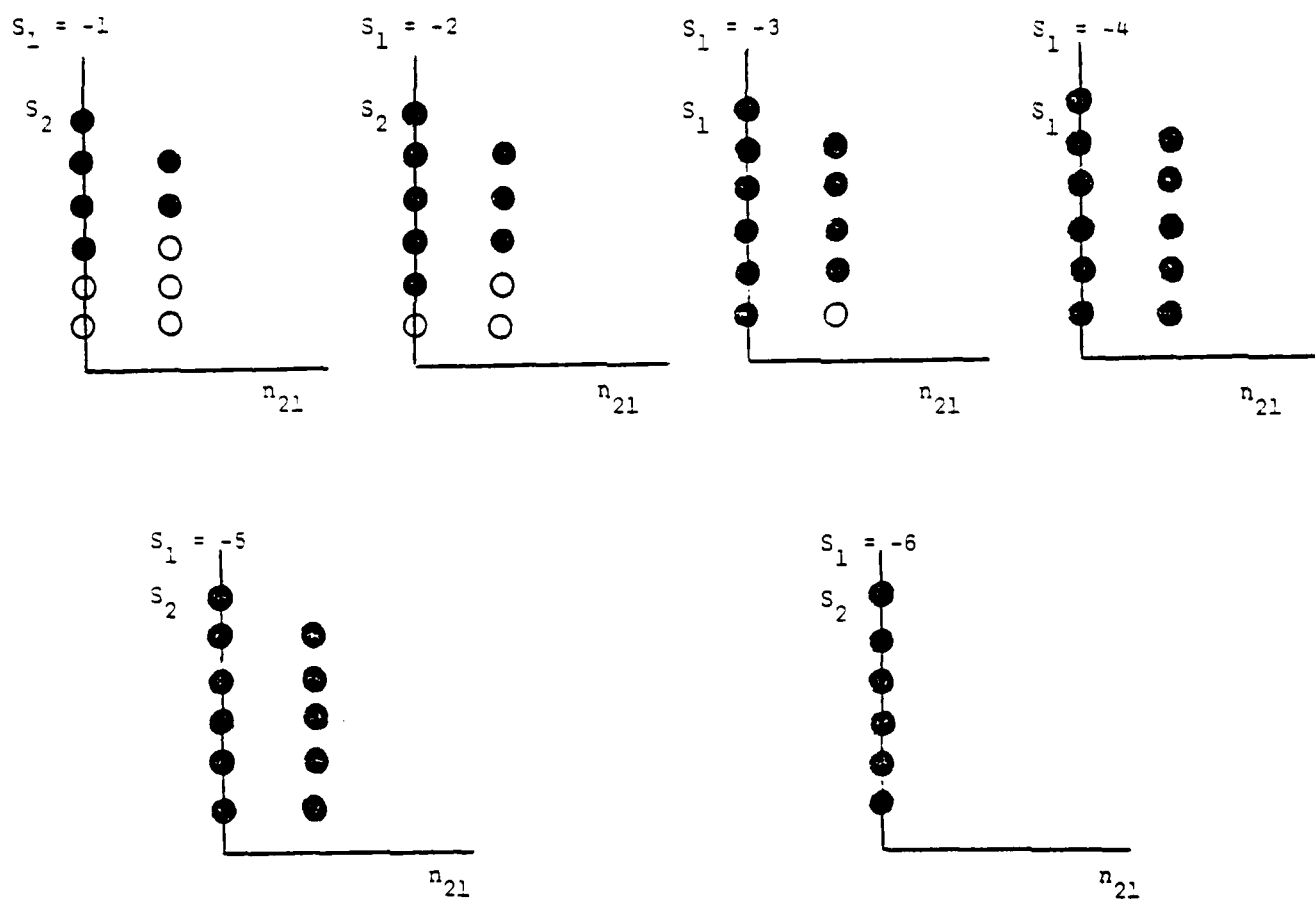 S1 = -1
S1 = -2
S1 = -3
S1 = -4
S2
S2
S1
S1
n21
n21
n21
n21
S1 = -5
S1 = -6
S2
S2
n21
n21